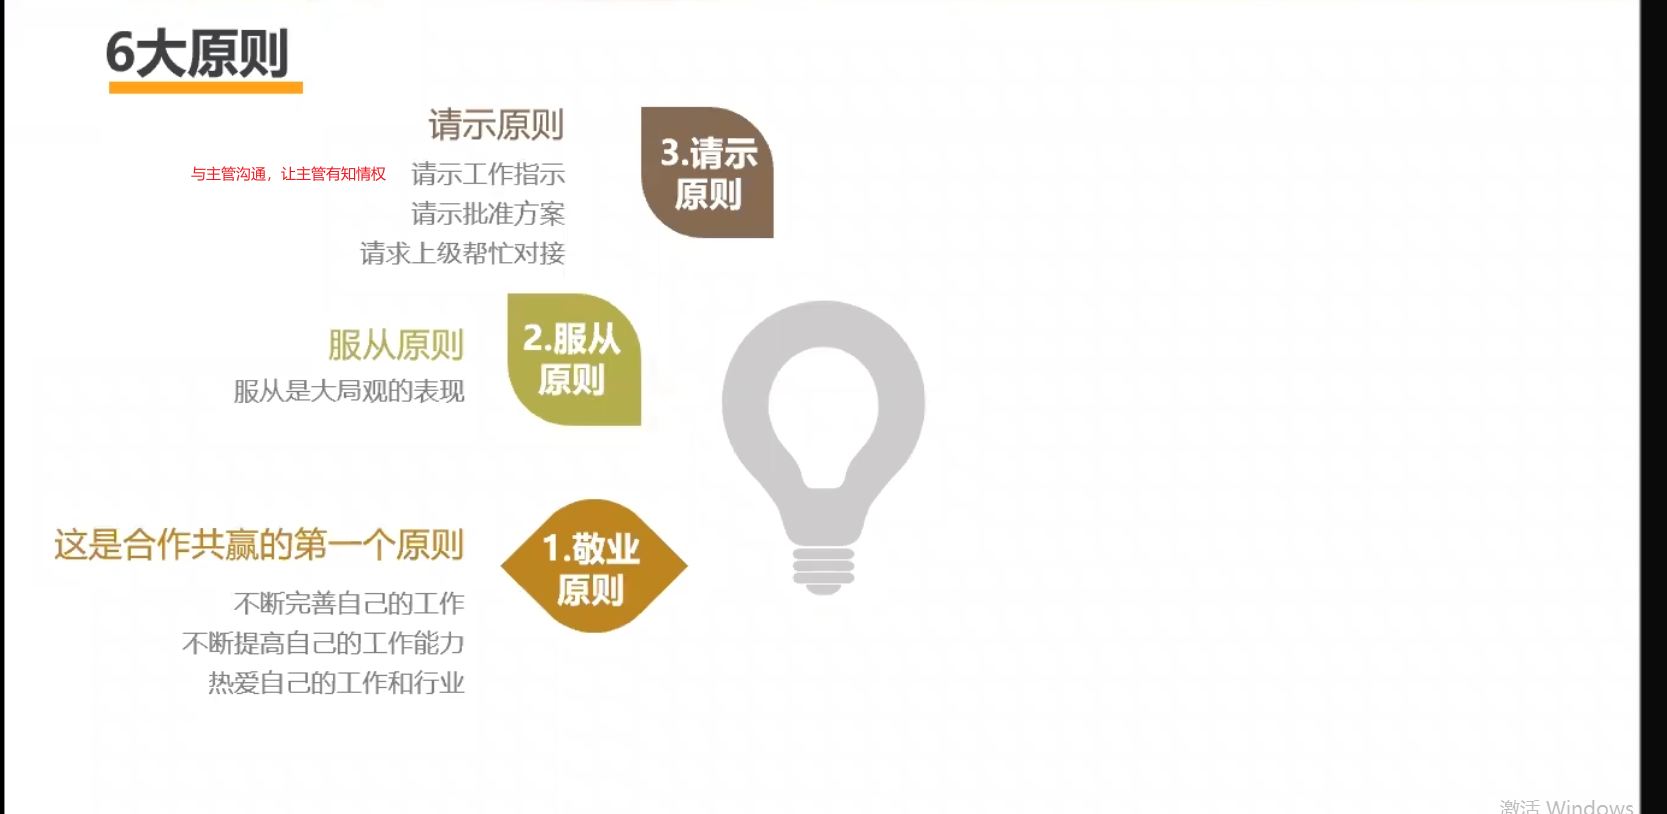 6大原则
请示原则
与主管沟通，让主管有知情权
请示工作指示
请示批准方案
请求上级帮忙对接
3.请示
原则
服从原则
服从是大局观的表现
2.服从
原则
这是合作共赢的第一个原则
不断完善自己的工作
不断提高自己的工作能力
热爱自己的工作和行业
1.敬业
原则
激活 Windows